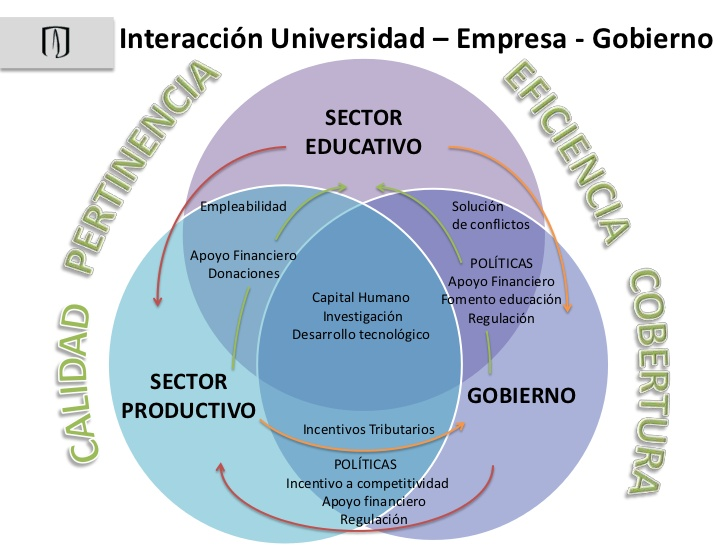 Interacción Universidad – Empresa - Gobierno
PERTINENCIA
EFICIENCIA
SECTOR
EDUCATIVO
Empleabilidad
Solución
de conflictos
Apoyo Financiero
Donaciones
POLÍTICAS
Apoyo Financiero
Fomento educación
Regulación
Capital Humano
Investigación
Desarrollo tecnológico
CALIDAD
COBERTURA
SECTOR
PRODUCTIVO
GOBIERNO
Incentivos Tributarios
POLÍTICAS
Incentivo a competitividad
Apoyo financiero
Regulación